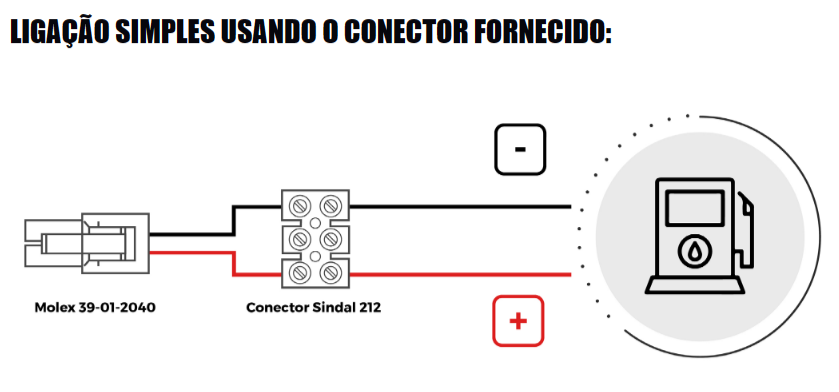 LIGAÇÃO SIMPLES USANDO O CONECTOR FORNECIDO:
-
Molex 39-01-2040
Conector Sindal 212
+